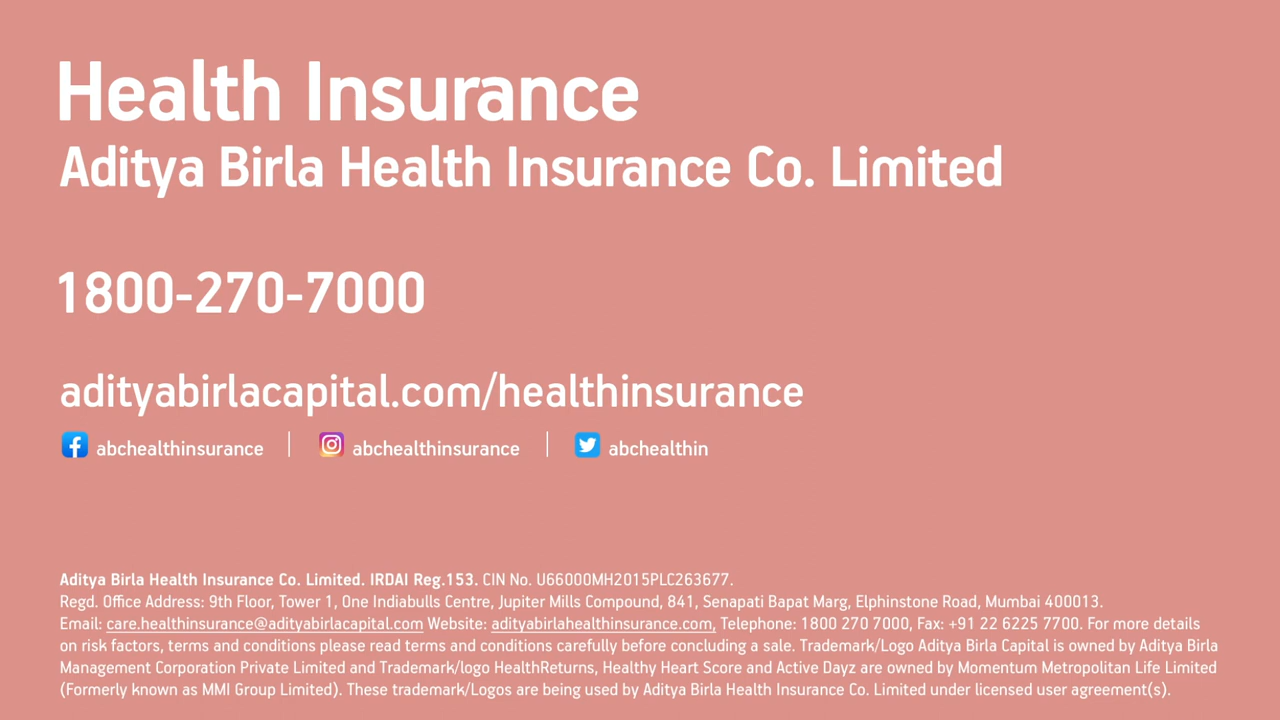 Health Insurance
Aditya Birla Health Insurance Co. Limited
1800-270-7000
adityabirlacapital.com/healthinsurance
abchealthinsurance | abchealthinsurance | abchealthin
Aditya Birla Health Insurance Co. Limited. IRDAI Reg.153. CIN No. U66000MH2015PLC263677.
Regd. Office Address: 9th Floor, Tower 1, One Indiabulls Centre, Jupiter Mills Compound, 841, Senapati Bapat Marg, Elphinstone Road, Mumbai 400013.
Email: care.healthinsurance@adityabirlacapital.com Website: adityabirlahealthinsurance.com, Telephone: 1800 270 7000, Fax: +91 22 6225 7700. For more details
on risk factors, terms and conditions please read terms and conditions carefully before concluding a sale. Trademark/Logo Aditya Birla Capital is owned by Aditya Birla
Management Corporation Private Limited and Trademark/logo HealthReturns, Healthy Heart Score and Active Dayz are owned by Momentum Metropolitan Life Limited
(Formerly known as MMI Group Limited). These trademark/Logos are being used by Aditya Birla Health Insurance Co. Limited under licensed user agreement(s).